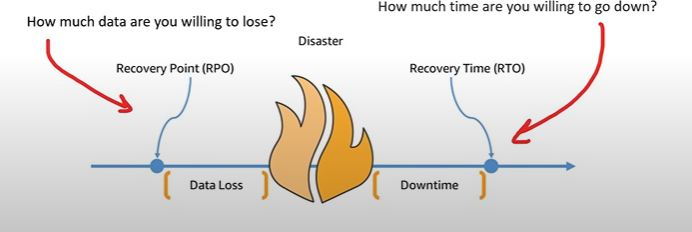 How much data are you willing to lose?
How much time are you willing to go down?
Disaster
Recovery Point (RPO)
Recovery Time (RTO)
Data Loss
Downtime